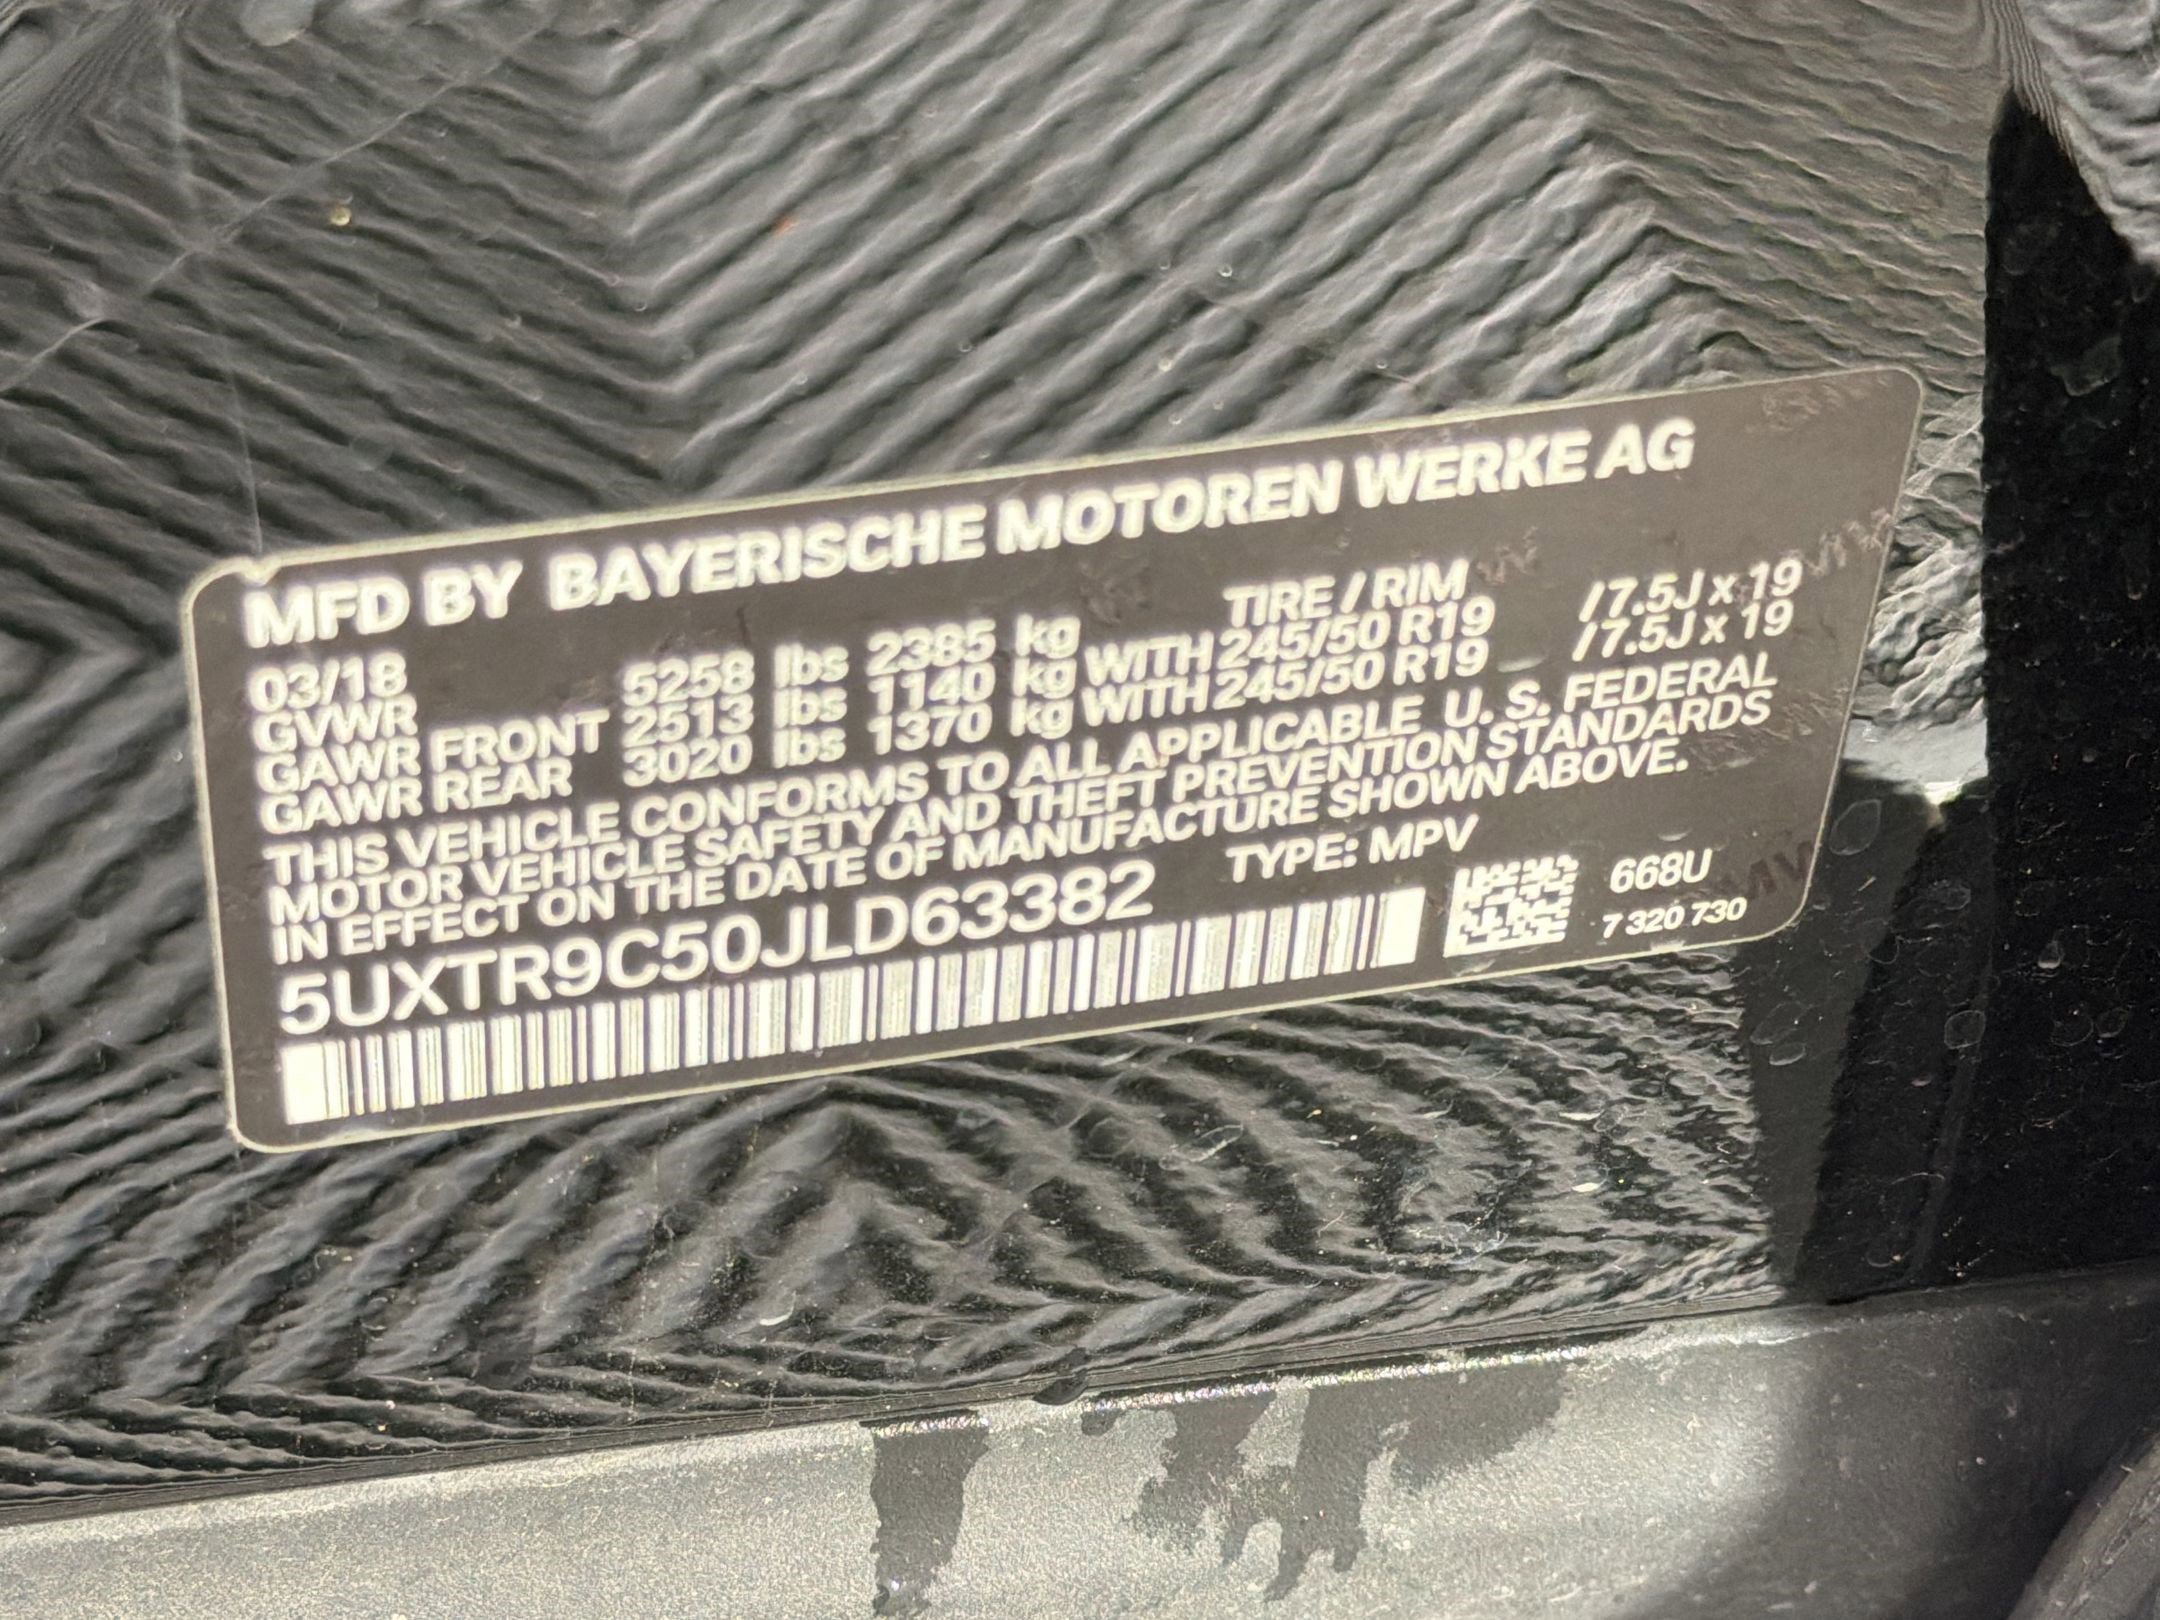 MFD BY BAYERISCHE MOTOREN WERKE AG
03/18 TIRE / RIM
GVWR 5258 lbs 2385 kg
GAWR FRONT 2513 lbs 1140 kg WITH 245/50 R19 / 7.5J x 19
GAWR REAR 3020 lbs 1370 kg WITH 245/50 R19 / 7.5J x 19
THIS VEHICLE CONFORMS TO ALL APPLICABLE U. S. FEDERAL
MOTOR VEHICLE SAFETY AND THEFT PREVENTION STANDARDS
IN EFFECT ON THE DATE OF MANUFACTURE SHOWN ABOVE.
5UXTR9C50JLD63382 TYPE: MPV
668U
7 320 730